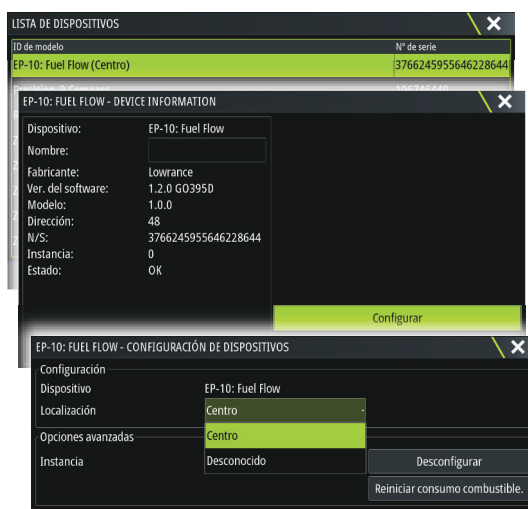 LISTA DE DISPOSITIVOS
ID de modelo Nº de serie
EP-10: Fuel Flow (Centro) 3766245955646228644
EP-10: FUEL FLOW - DEVICE INFORMATION
Dispositivo: EP-10: Fuel Flow
Nombre:
Fabricante: Lowrance
Ver. del software: 1.2.0 GO395D
Modelo: 1.0.0
Dirección: 48
N/S: 3766245955646228644
Instancia: 0
Estado: OK
Configurar
EP-10: FUEL FLOW - CONFIGURACIÓN DE DISPOSITIVOS
Configuración
Dispositivo EP-10: Fuel Flow
Localización Centro
Centro
Opciones avanzadas
Desconocido
Instancia Desconfigurar
Reiniciar consumo combustible.